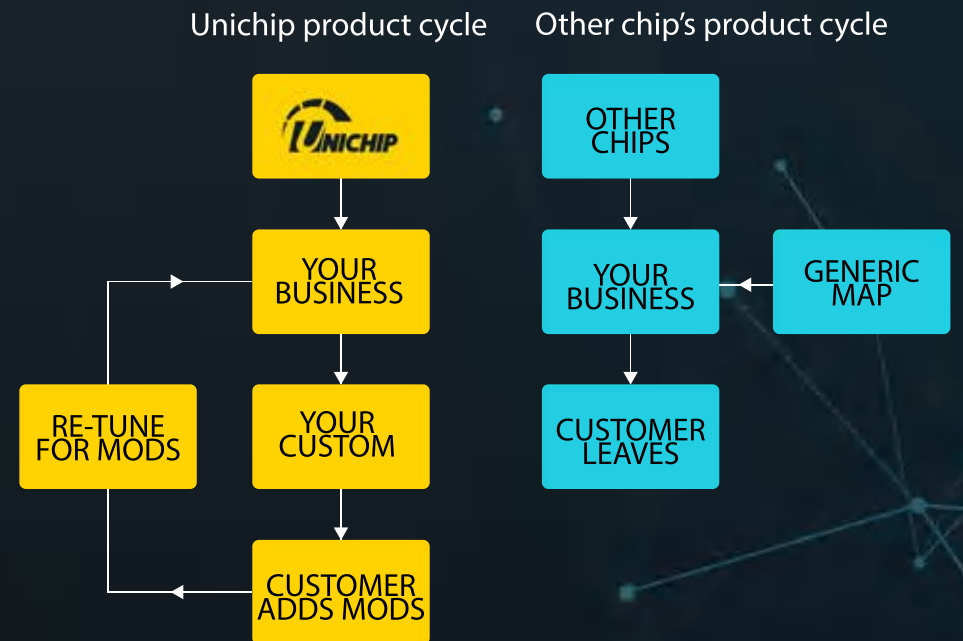 Unichip product cycle
Other chip's product cycle
UNICHIP
OTHER
CHIPS
YOUR
BUSINESS
YOUR
BUSINESS
GENERIC
MAP
RE-TUNE
FOR MODS
YOUR
CUSTOM
CUSTOMER
LEAVES
CUSTOMER
ADDS MODS